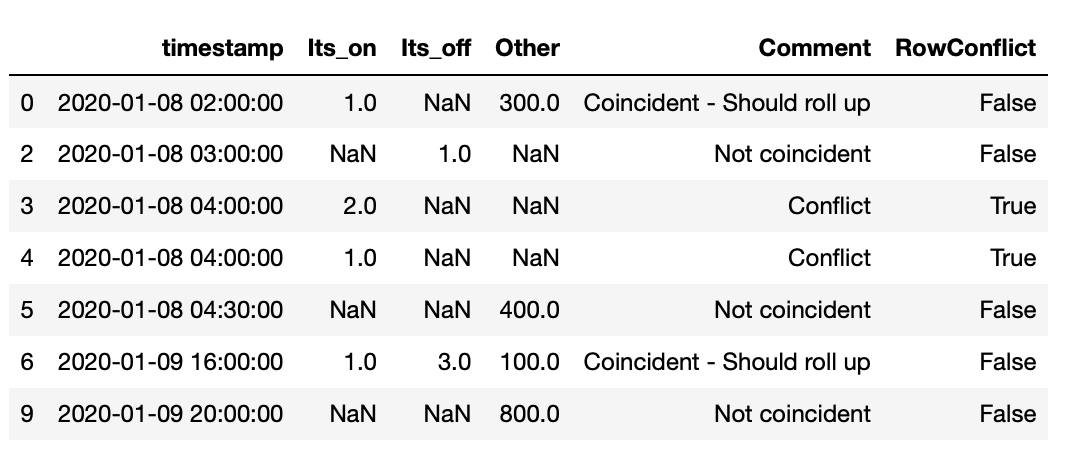 timestamp Its_on Its_off Other Comment RowConflict
0 2020-01-08 02:00:00 1.0 NaN 300.0 Coincident - Should roll up False
2 2020-01-08 03:00:00 NaN 1.0 NaN Not coincident False
3 2020-01-08 04:00:00 2.0 NaN NaN Conflict True
4 2020-01-08 04:00:00 1.0 NaN NaN Conflict True
5 2020-01-08 04:30:00 NaN NaN 400.0 Not coincident False
6 2020-01-09 16:00:00 1.0 3.0 100.0 Coincident - Should roll up False
9 2020-01-09 20:00:00 NaN NaN 800.0 Not coincident False